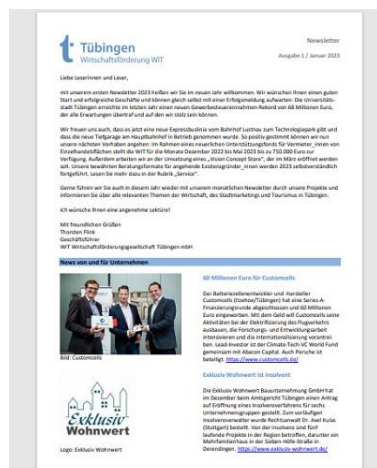 Newsletter
Tübingen
Wirtschaftsförderung WIT
Ausgabe 1 / Januar 2023
Liebe Leserinnen und Leser,
mit unserem ersten Newsletter 2023 heißen wir Sie im neuen Jahr willkommen. Wir wünschen Ihnen einen guten
Start und erfolgreiche Geschäfte und können gleich selbst mit einer Erfolgsmeldung aufwarten: Die Universitäts-
stadt Tübingen erreichte im letzten Jahr einen neuen Gewerbesteuereinnahmen-Rekord von 68 Millionen Euro,
der alle Erwartungen übertraf und auf den wir stolz sein können.
Wir freuen uns auch, dass es jetzt eine neue Expressbuslinie vom Bahnhof Lustnau zum Technologiepark gibt und
dass die neue Tiefgarage am Hauptbahnhof in Betrieb genommen wurde. So positiv gestimmt können wir nun
unsere nächsten Vorhaben angehen: Im Rahmen eines neuerlichen Unterstützungsfonds für Vermieter_innen von
Einzelhandelsflächen stellt die WIT für die Monate Dezember 2022 bis Mai 2023 bis zu 750.000 Euro zur
Verfügung. Außerdem arbeiten wir an der Umsetzung eines „Vision Concept Store“, der im März eröffnet werden
soll. Unsere bewährten Beratungsformate für angehende Existenzgründer_innen werden 2023 selbstverständlich
fortgeführt. Lesen Sie mehr dazu in der Rubrik „Service“.
Gerne führen wir Sie auch in diesem Jahr wieder mit unserem monatlichen Newsletter durch unsere Projekte und
informieren Sie über alle relevanten Themen der Wirtschaft, des Stadtmarketings und Tourismus in Tübingen.
Ich wünsche Ihnen eine angenehme Lektüre!
Mit freundlichen Grüßen
Thorsten Flink
Geschäftsführer
WIT Wirtschaftsförderungsgesellschaft Tübingen mbH
News von und für Unternehmen
60 Millionen Euro für Customcells
Der Batteriezellenentwickler und -hersteller
Customcells (Itzehoe/Tübingen) hat eine Series-A-
Finanzierungsrunde abgeschlossen und 60 Millionen
Euro eingeworben. Mit dem Geld will Customcells seine
Aktivitäten bei der Elektrifizierung des Flugverkehrs
ausbauen, die Forschungs- und Entwicklungsarbeit
intensivieren und die Internationalisierung vorantrei-
ben. Lead-Investor ist der Climate-Tech-VC World Fund
gemeinsam mit Abacon Capital. Auch Porsche ist
beteiligt. https://www.customcells.de/
Bild: Customcells
Exklusiv Wohnwert ist insolvent
Die Exklusiv Wohnwert Bauunternehmung GmbH hat
im Dezember beim Amtsgericht Tübingen einen Antrag
auf Eröffnung eines Insolvenzverfahrens für sechs
Unternehmensgruppen gestellt. Zum vorläufigen
Insolvenzverwalter wurde Rechtsanwalt Dr. Axel Kulas
(Stuttgart) bestellt. Von der Insolvenz sind fünf
laufende Projekte in der Region betroffen, darunter ein
Mehrfamilienhaus in der Sieben-Höfe-Straße in
Derendingen. https://www.exklusiv-wohnwert.de/
Exklusiv
Wohnwert
Logo: Exklusiv Wohnwert